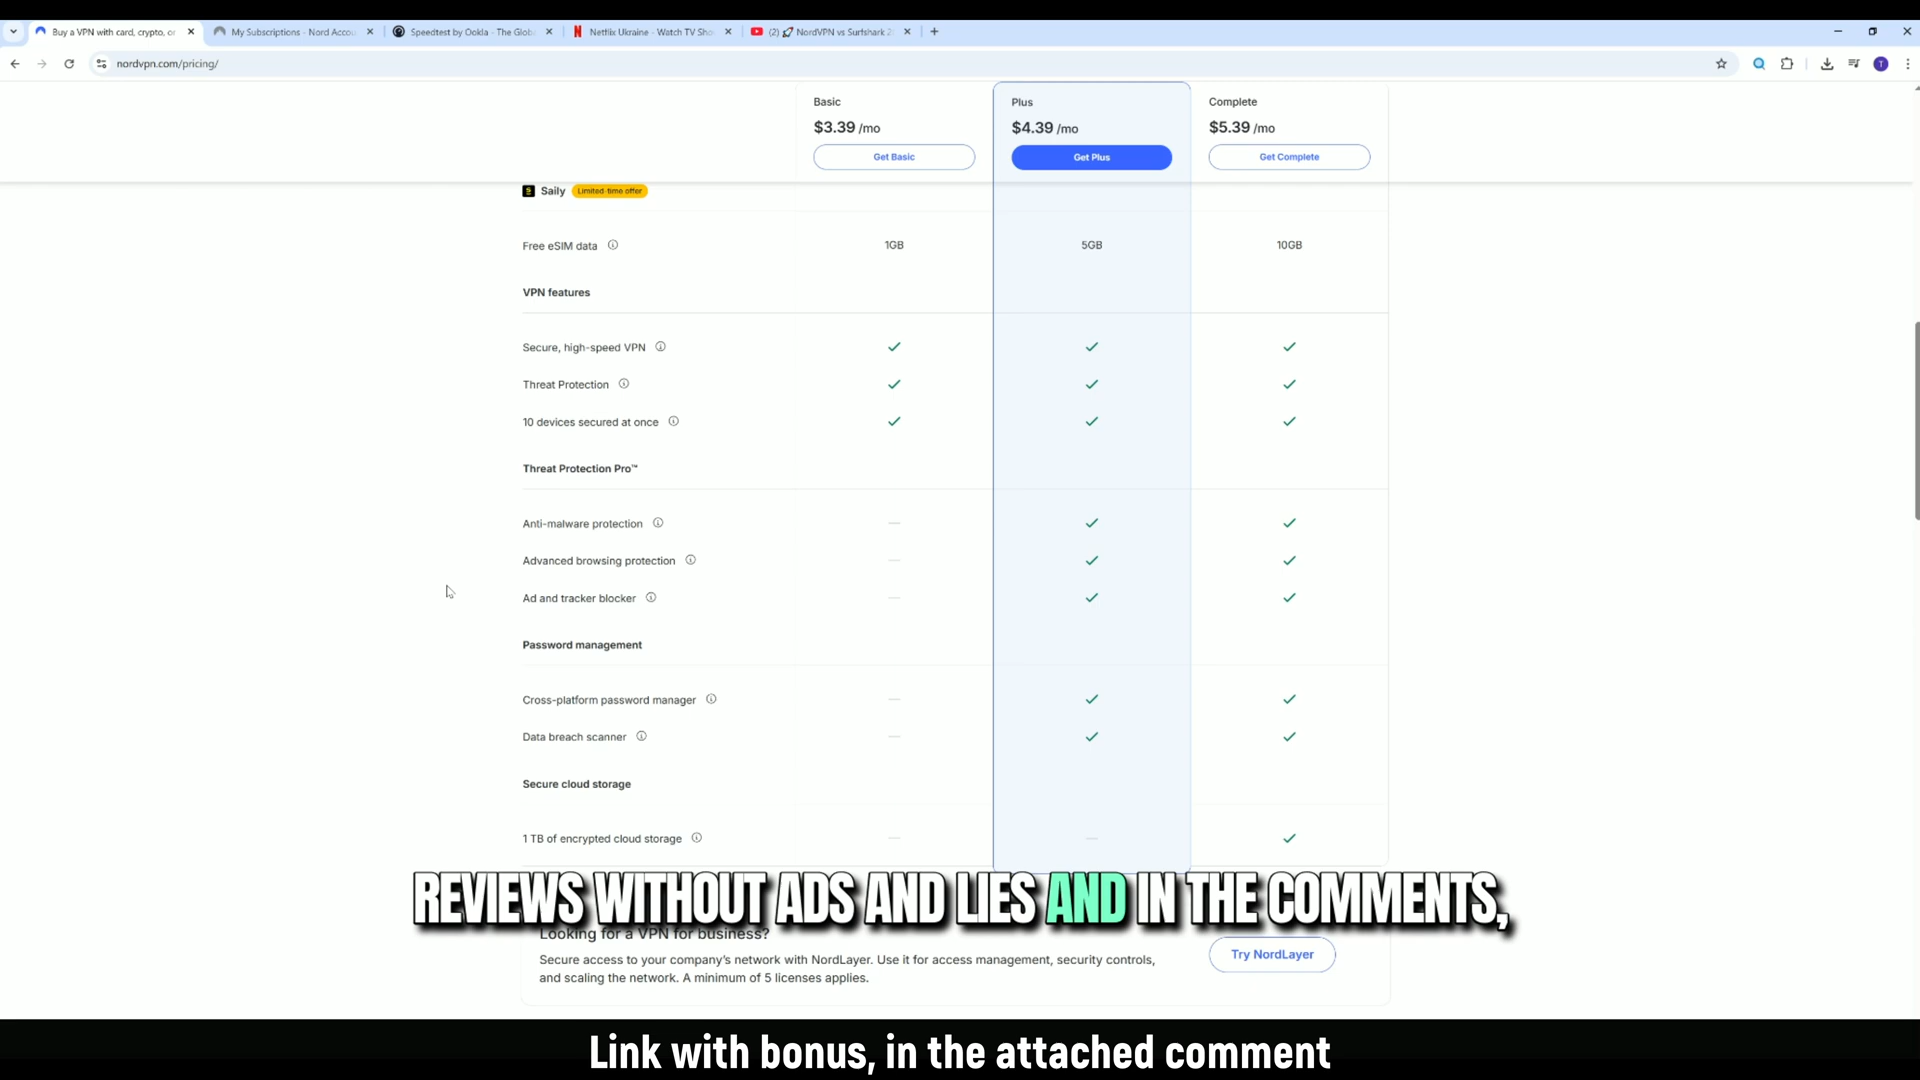 Buy a VPN with card, crypto, or
My Subscriptions - Nord Accou
Speedtest by Ookla - The Glob
Netflix Ukraine - Watch TV Sho
(2) 🚀 NordVPN vs Surfshark 2
nordvpn.com/pricing/
T
Basic
Plus
Complete
$3.39 /mo
$4.39 /mo
$5.39 /mo
Get Basic
Get Plus
Get Complete
Saily Limited-time offer
Free eSIM data
1GB
5GB
10GB
VPN features
Secure, high-speed VPN
Threat Protection
10 devices secured at once
Threat Protection Pro™
Anti-malware protection
Advanced browsing protection
Ad and tracker blocker
Password management
Cross-platform password manager
Data breach scanner
Secure cloud storage
1 TB of encrypted cloud storage
REVIEWS WITHOUT ADS AND LIES AND IN THE COMMENTS,
Looking for a VPN for business?
Secure access to your company's network with NordLayer. Use it for access management, security controls,
and scaling the network. A minimum of 5 licenses applies.
Try NordLayer
Link with bonus, in the attached comment